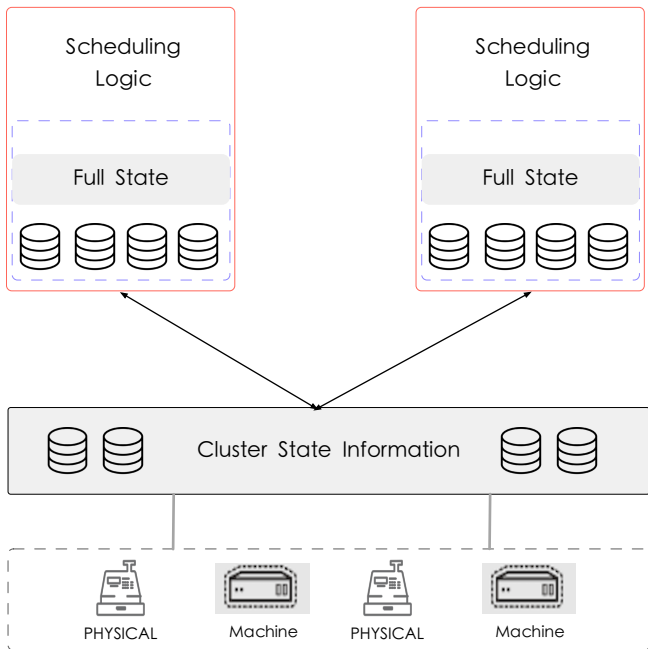 Scheduling
Logic
Scheduling
Logic
Full State
Full State
Cluster State Information
PHYSICAL
Machine
PHYSICAL
Machine